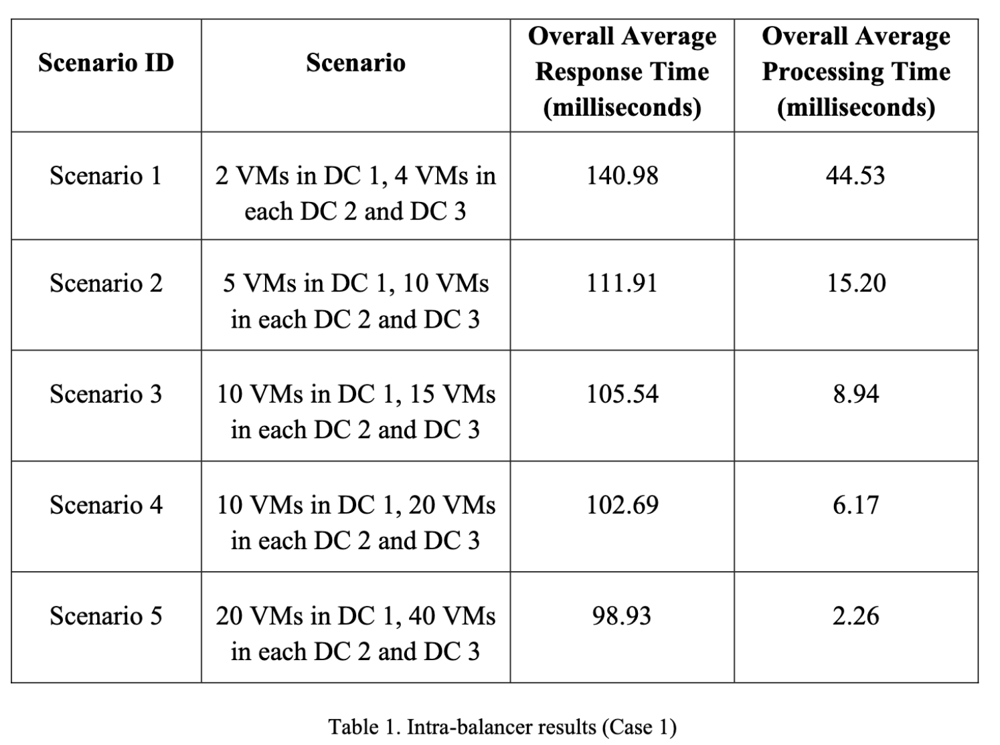 Scenario ID
Scenario
Overall Average
Response Time
(milliseconds)
Overall Average
Processing Time
(milliseconds)
Scenario 1
2 VMs in DC 1, 4 VMs in
each DC 2 and DC 3
140.98
44.53
Scenario 2
5 VMs in DC 1, 10 VMs
in each DC 2 and DC 3
111.91
15.20
Scenario 3
10 VMs in DC 1, 15 VMs
in each DC 2 and DC 3
105.54
8.94
Scenario 4
10 VMs in DC 1, 20 VMs
in each DC 2 and DC 3
102.69
6.17
Scenario 5
20 VMs in DC 1, 40 VMs
in each DC 2 and DC 3
98.93
2.26
Table 1. Intra-balancer results (Case 1)